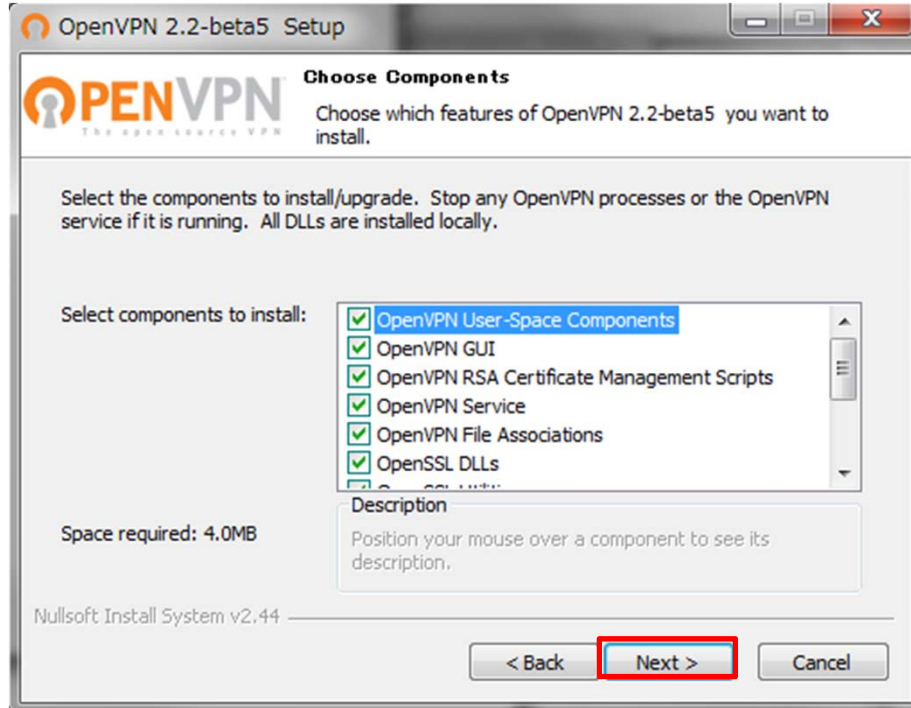 OpenVPN 2.2-beta5 Setup
OPENVPN
The open source VPN
Choose Components
Choose which features of OpenVPN 2.2-beta5 you want to
install.
Select the components to install/upgrade. Stop any OpenVPN processes or the OpenVPN
service if it is running. All DLLs are installed locally.
Select components to install:
OpenVPN User-Space Components
OpenVPN GUI
OpenVPN RSA Certificate Management Scripts
OpenVPN Service
OpenVPN File Associations
OpenSSL DLLs
Space required: 4.0MB
Description
Position your mouse over a component to see its
description.
Nullsoft Install System v2.44
< Back Next > Cancel